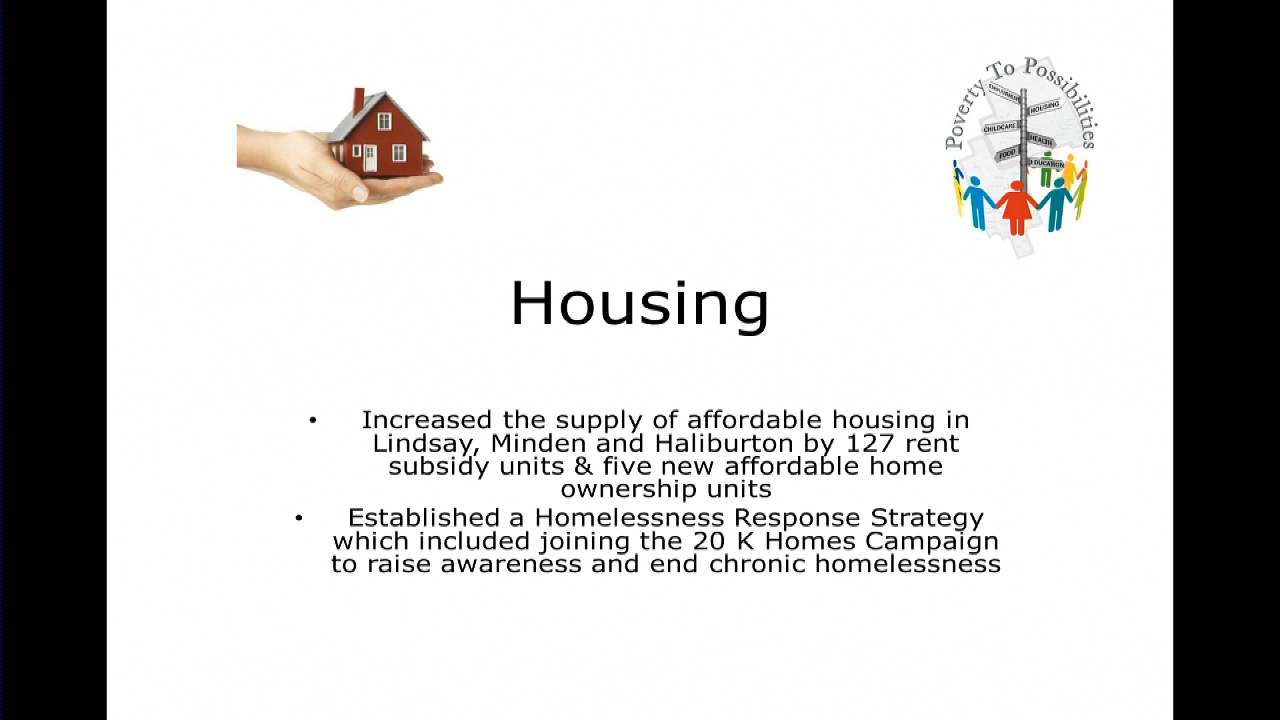 Poverty To Possibilities
EMPLOYMENT
HOUSING
CHILDCARE
HEALTH
FOOD
EDUCATION
Housing
• Increased the supply of affordable housing in
Lindsay, Minden and Haliburton by 127 rent
subsidy units & five new affordable home
ownership units
• Established a Homelessness Response Strategy
which included joining the 20 K Homes Campaign
to raise awareness and end chronic homelessness